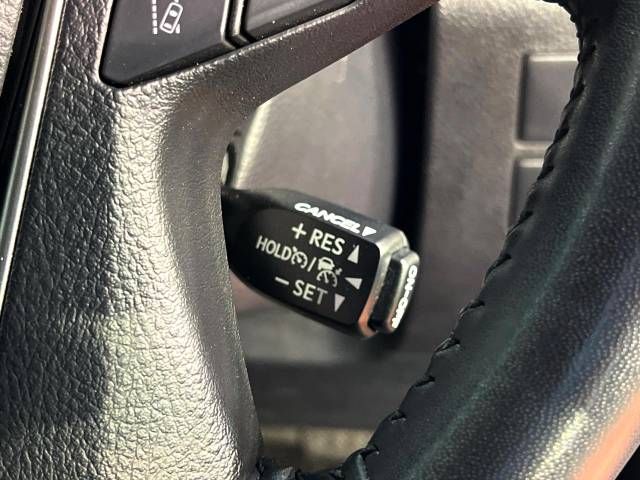 CANCEL
+ RES
HOLD /
− SET
ON·OFF